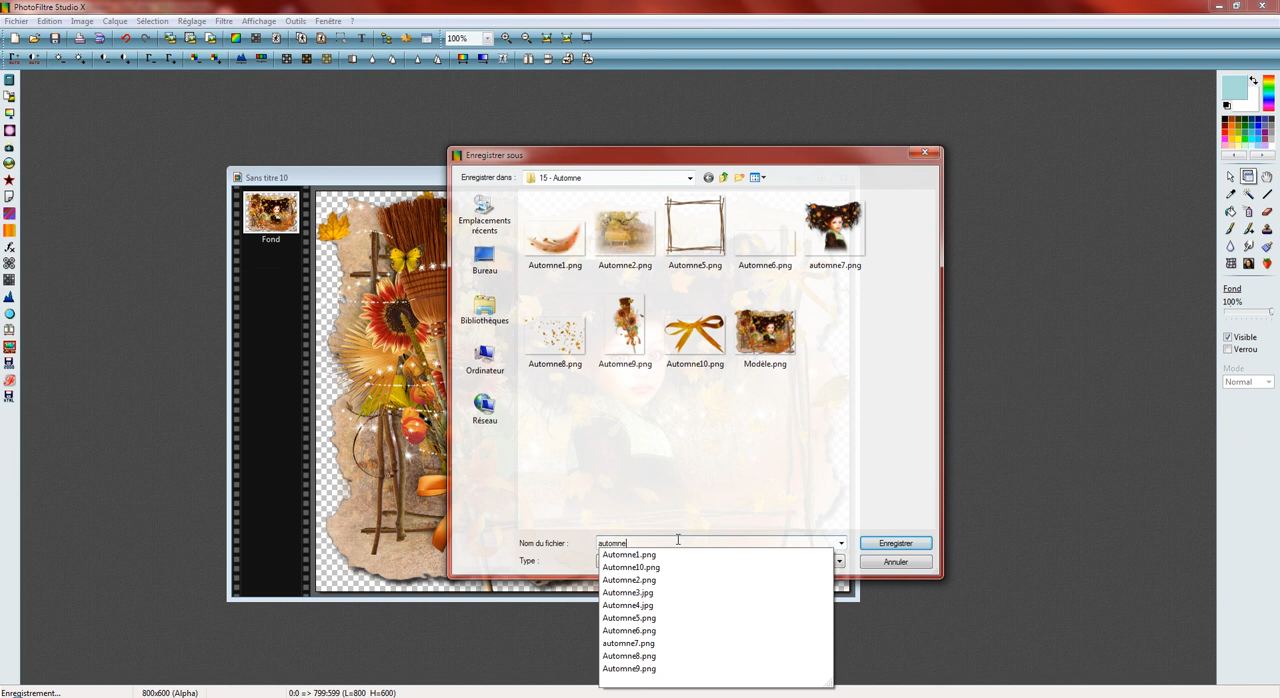 PhotoFiltre Studio X
Fichier Edition Image Calque Sélection Réglage Filtre Affichage Outils Fenêtre ?
100%
Sans titre 10
Fond
Enregistrer sous
Enregistrer dans : 15 - Automne
Emplacements récents
Bureau
Bibliothèques
Ordinateur
Réseau
Automne1.png Automne2.png Automne5.png Automne6.png automne7.png
Automne8.png Automne9.png Automne10.png Modèle.png
Nom du fichier : automne Enregistrer
Type : Annuler
Automne1.png
Automne10.png
Automne2.png
Automne3.jpg
Automne4.jpg
Automne5.png
Automne6.png
automne7.png
Automne8.png
Automne9.png
Fond
100%
Visible
Verrou
Mode
Normal
Enregistrement... 800x600 (Alpha) 0:0 => 799:599 (L=800 H=600)